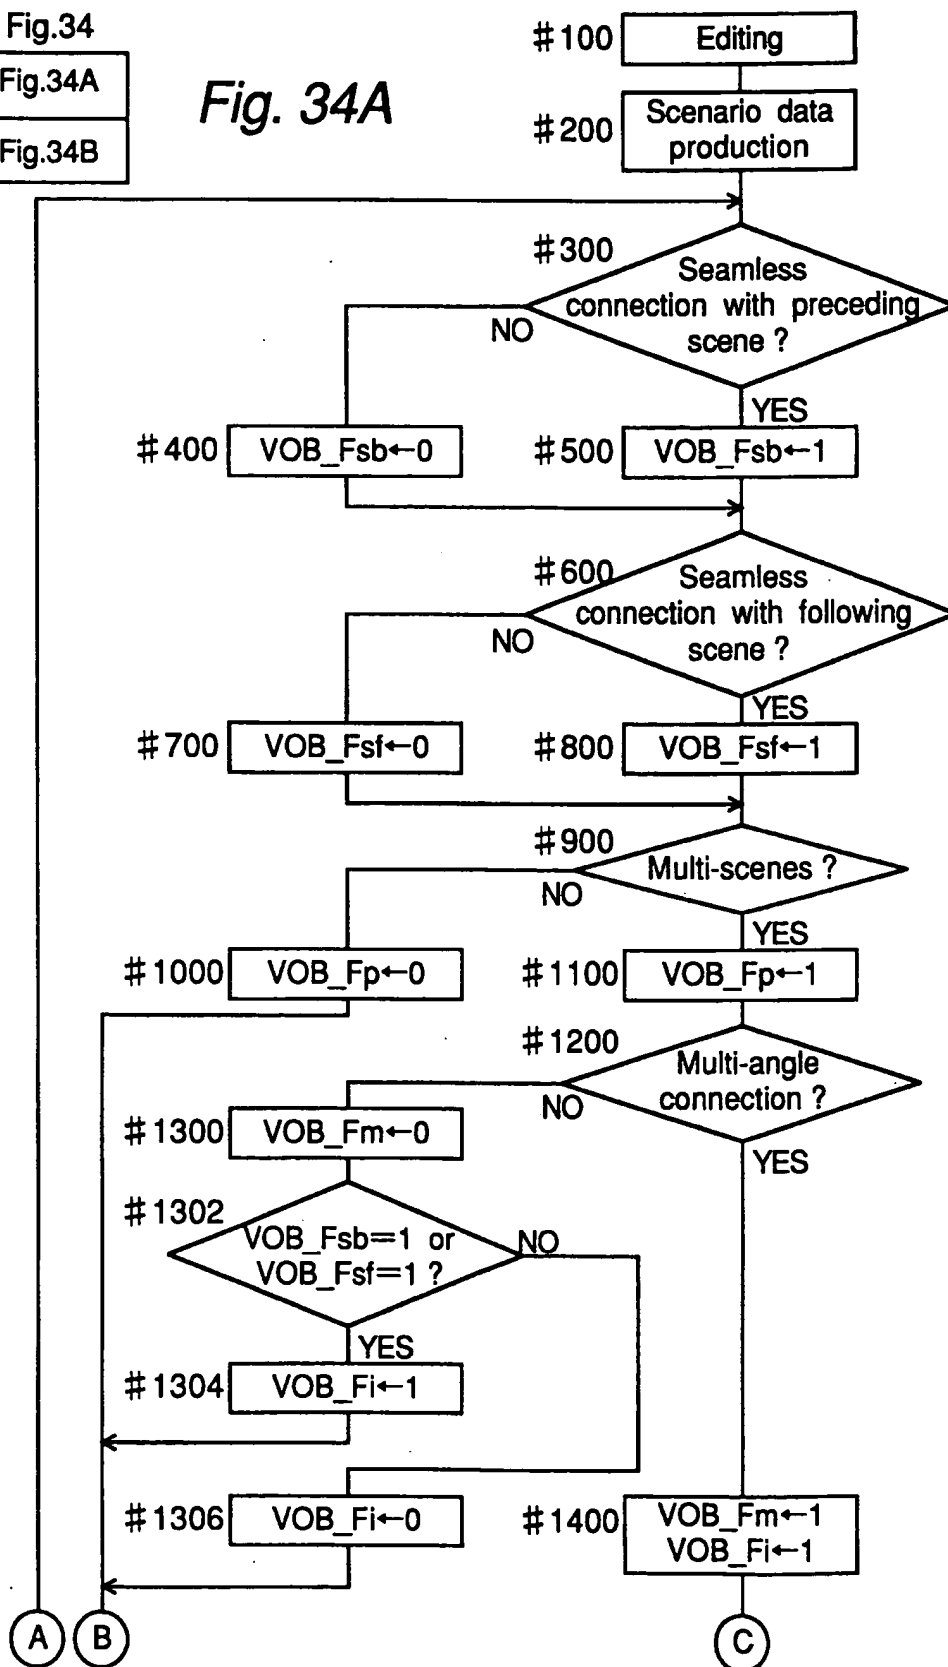 Fig.34
Fig.34A
Fig.34B
Fig. 34A
#100
Editing
#200
Scenario data
production
#300
Seamless
connection with preceding
scene ?
NO
YES
#400
VOB_Fsb←0
#500
VOB_Fsb←1
#600
Seamless
connection with following
scene ?
NO
YES
#700
VOB_Fsf←0
#800
VOB_Fsf←1
#900
Multi-scenes ?
NO
YES
#1000
VOB_Fp←0
#1100
VOB_Fp←1
#1200
Multi-angle
connection ?
NO
YES
#1300
VOB_Fm←0
#1302
VOB_Fsb=1 or
VOB_Fsf=1 ?
NO
YES
#1304
VOB_Fi←1
#1306
VOB_Fi←0
#1400
VOB_Fm←1
VOB_Fi←1
A
B
C